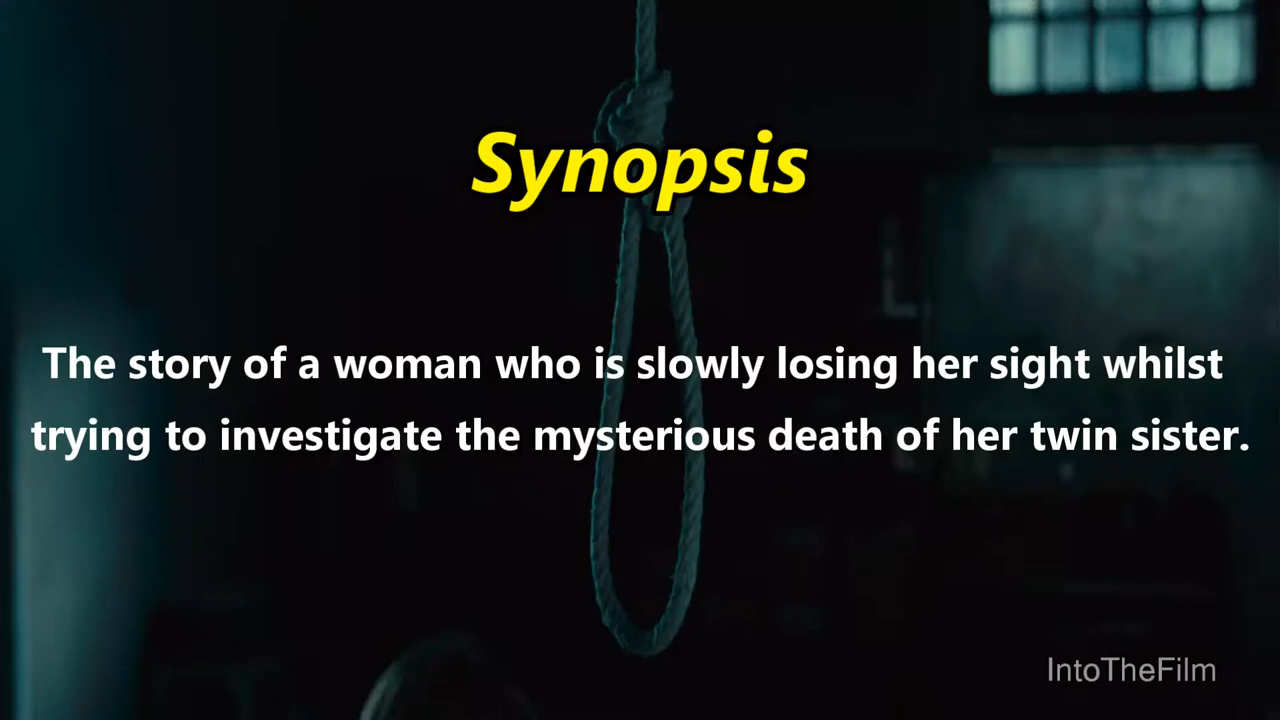 Synopsis
The story of a woman who is slowly losing her sight whilst
trying to investigate the mysterious death of her twin sister.
IntoTheFilm